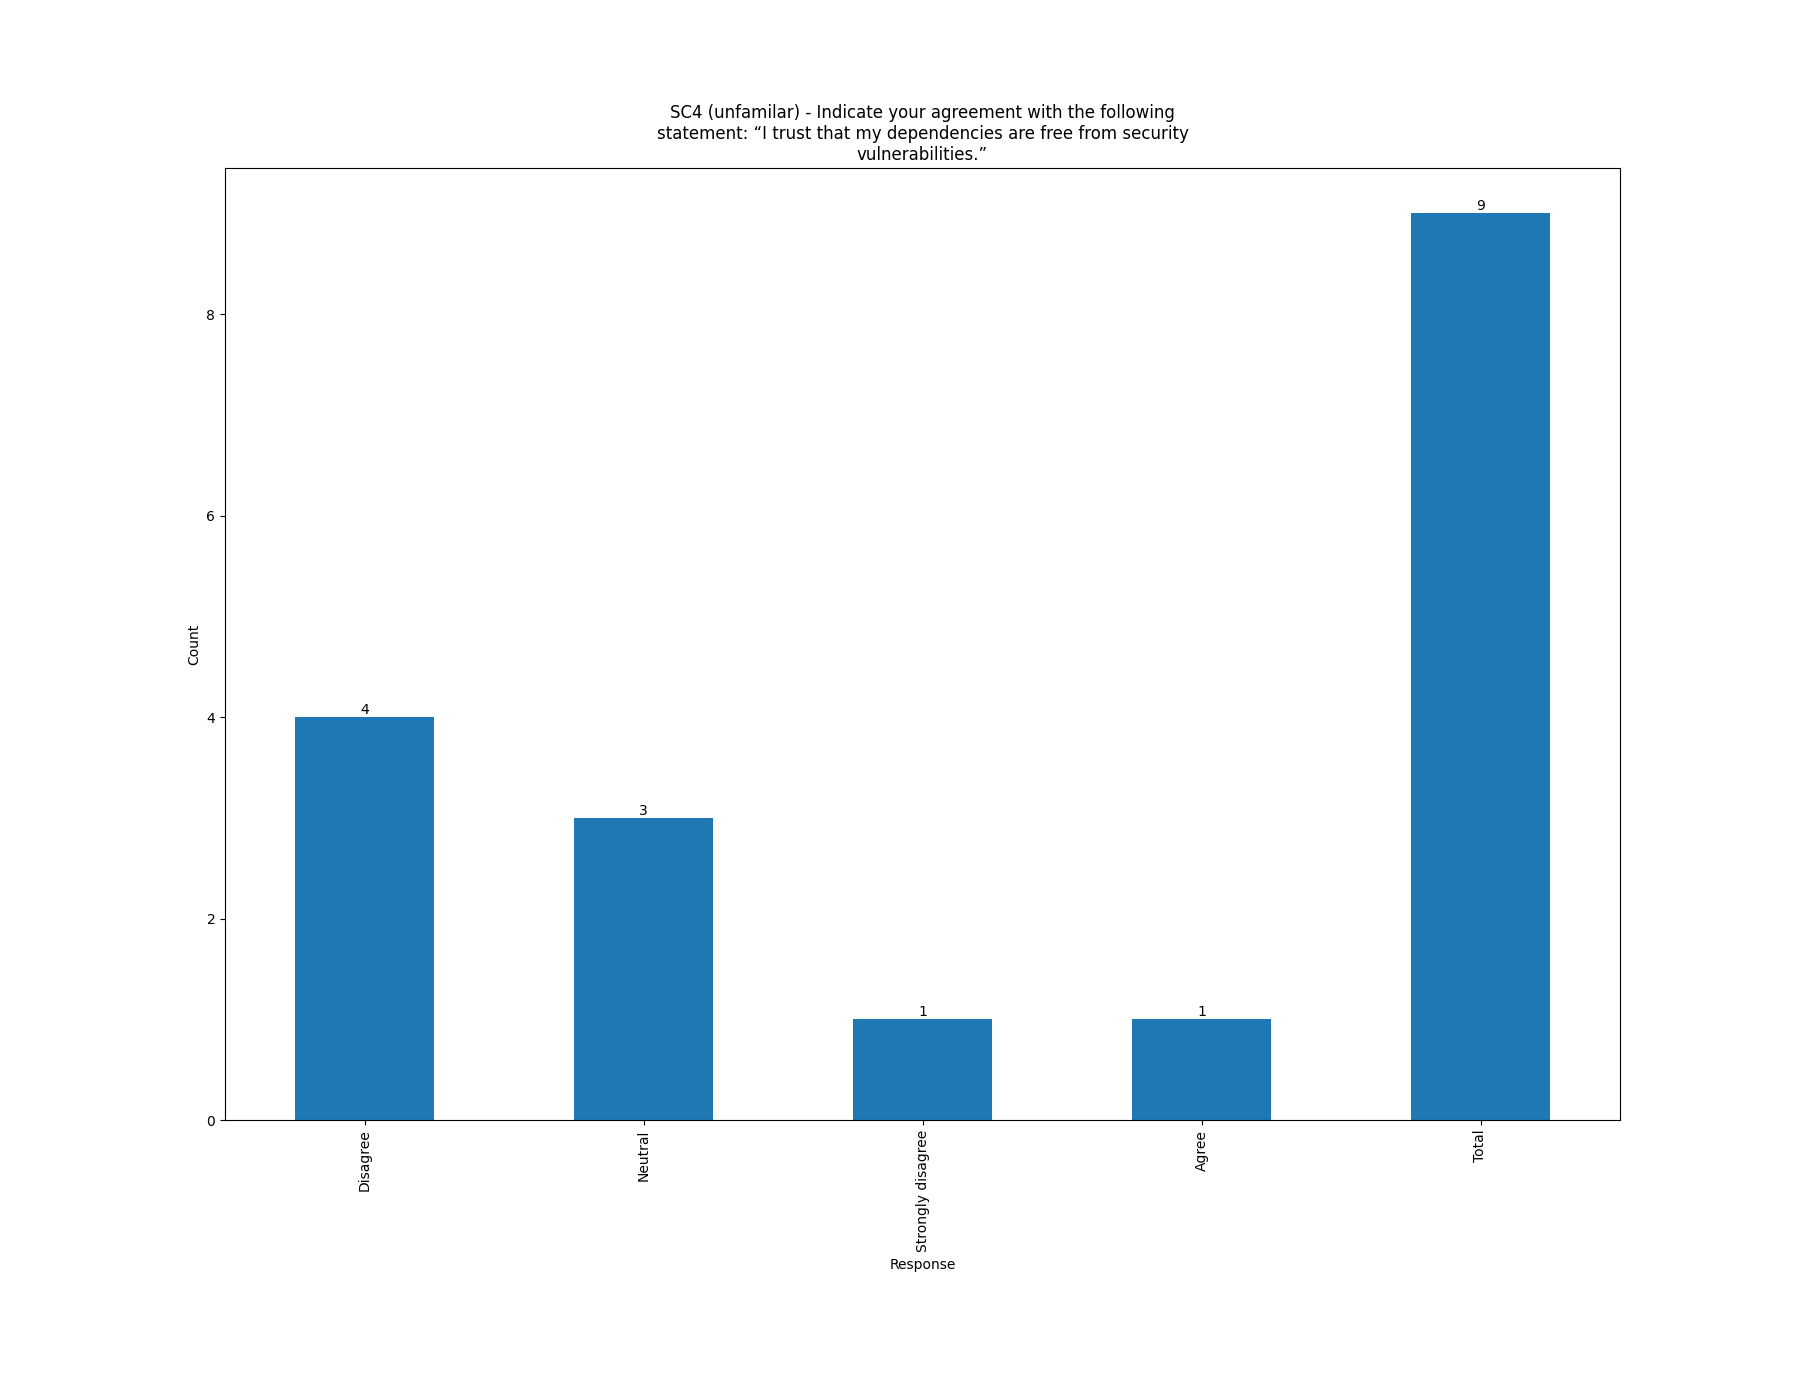 SC4 (unfamilar) - Indicate your agreement with the following
statement: “I trust that my dependencies are free from security
vulnerabilities.”
Count
8
6
4
2
0
4
3
1
1
9
Disagree
Neutral
Strongly disagree
Agree
Total
Response